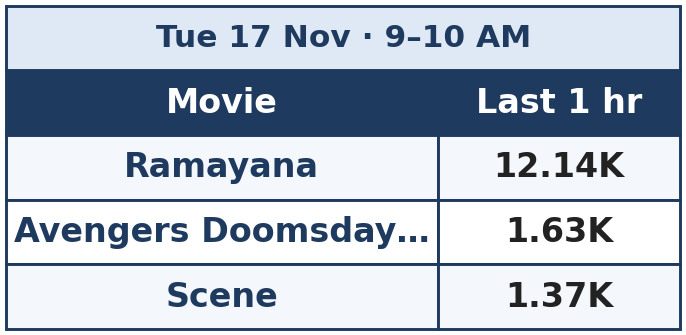 Tue 17 Nov · 9–10 AM
Movie Last 1 hr
Ramayana 12.14K
Avengers Doomsday... 1.63K
Scene 1.37K